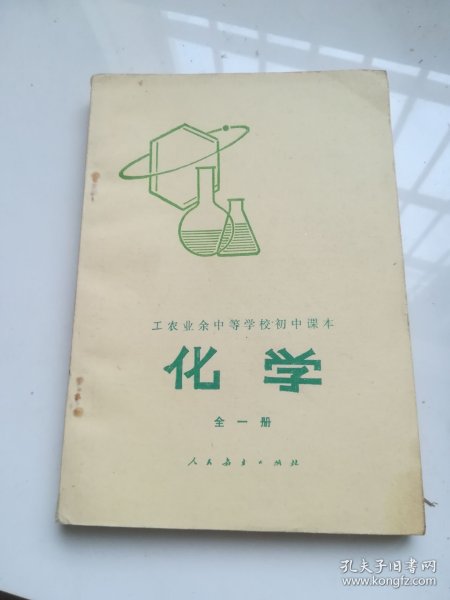 工农业余中等学校初中课本
化学
全一册
人民教育出版社
孔夫子旧书网
www.kongfz.com